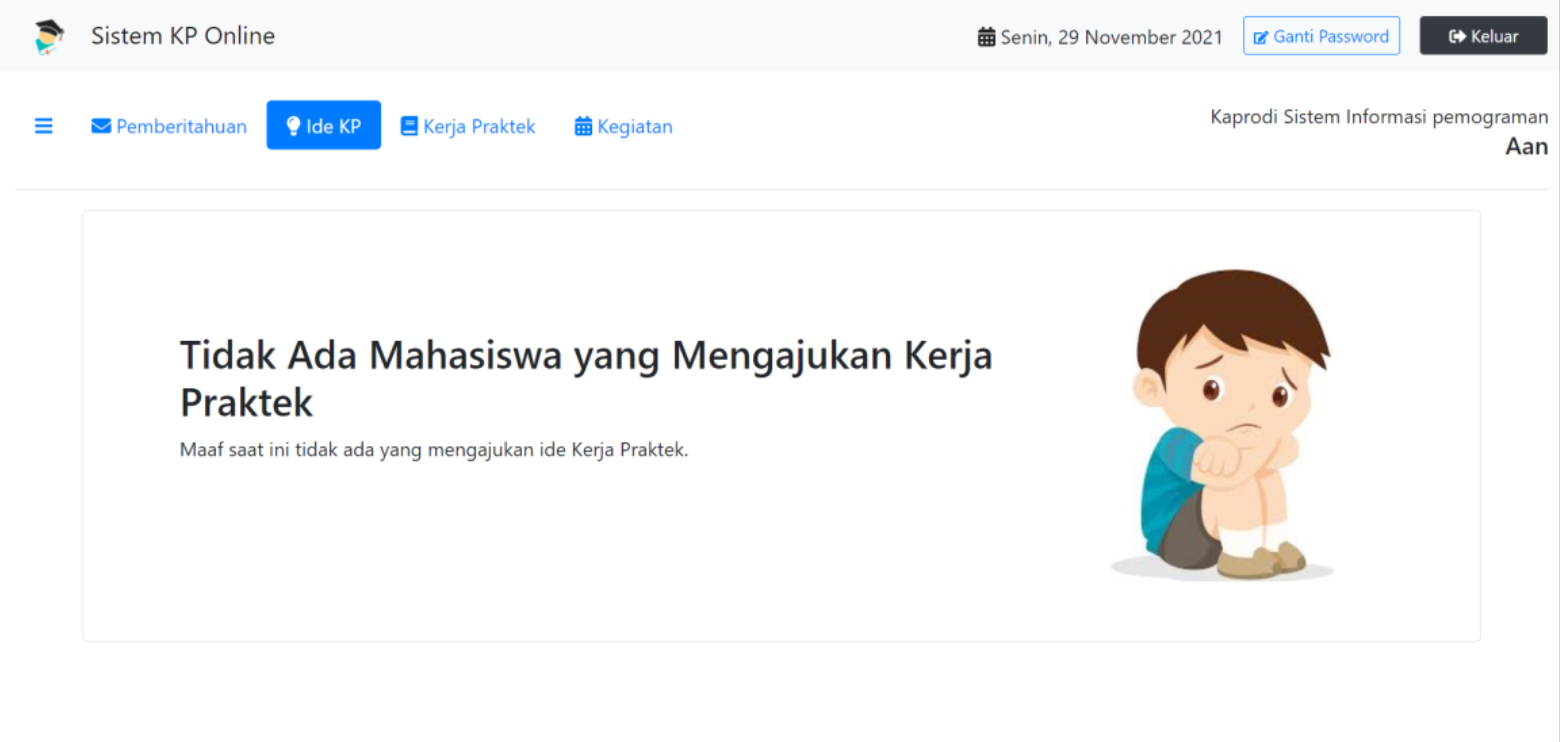 Sistem KP Online
Senin, 29 November 2021
Ganti Password
Keluar
Pemberitahuan
Ide KP
Kerja Praktek
Kegiatan
Kaprodi Sistem Informasi pemograman
Aan
Tidak Ada Mahasiswa yang Mengajukan Kerja
Praktek
Maaf saat ini tidak ada yang mengajukan ide Kerja Praktek.